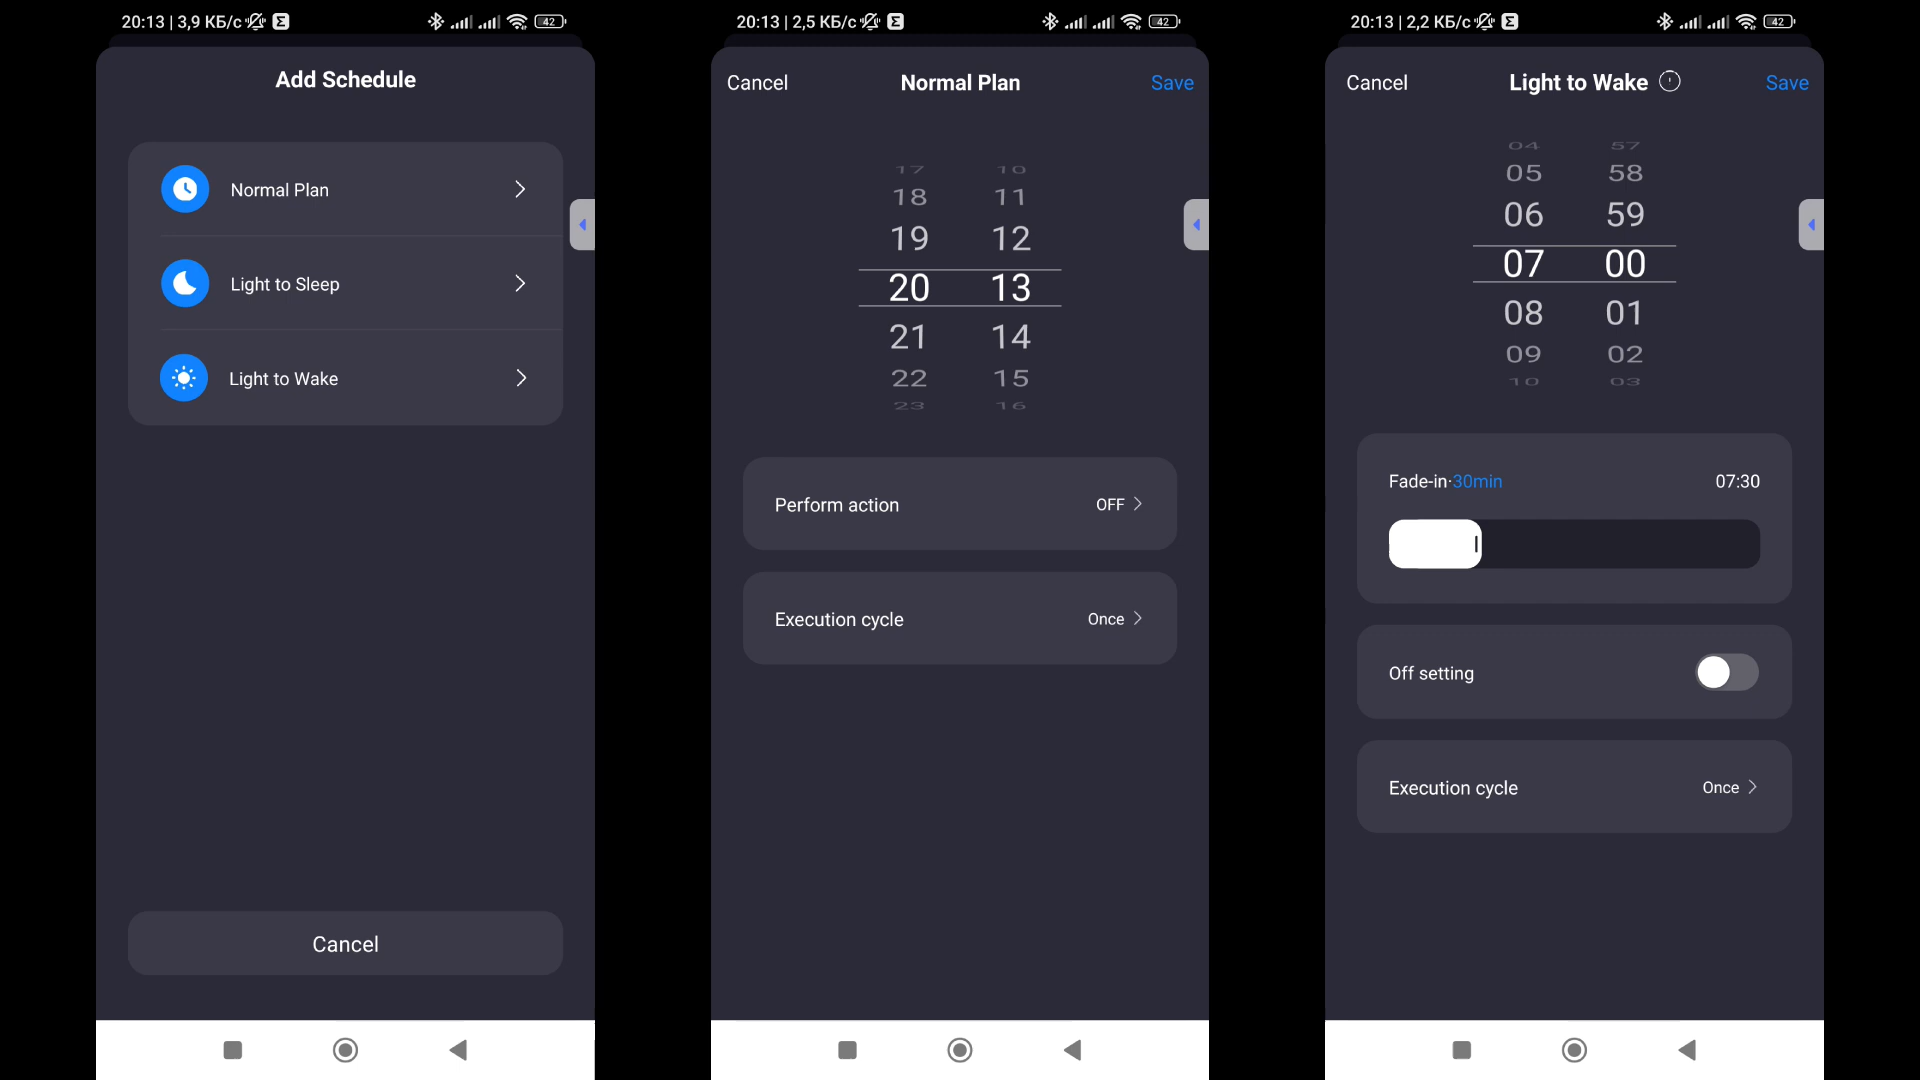 20:13 | 3,9 КБ/с
42
Add Schedule
Normal Plan
Light to Sleep
Light to Wake
Cancel
20:13 | 2,5 КБ/с
42
Cancel
Normal Plan
Save
17 10
18 11
19 12
20 13
21 14
22 15
23 16
Perform action
OFF
Execution cycle
Once
20:13 | 2,2 КБ/с
42
Cancel
Light to Wake
Save
04 57
05 58
06 59
07 00
08 01
09 02
10 03
Fade-in·30min
07:30
Off setting
Execution cycle
Once